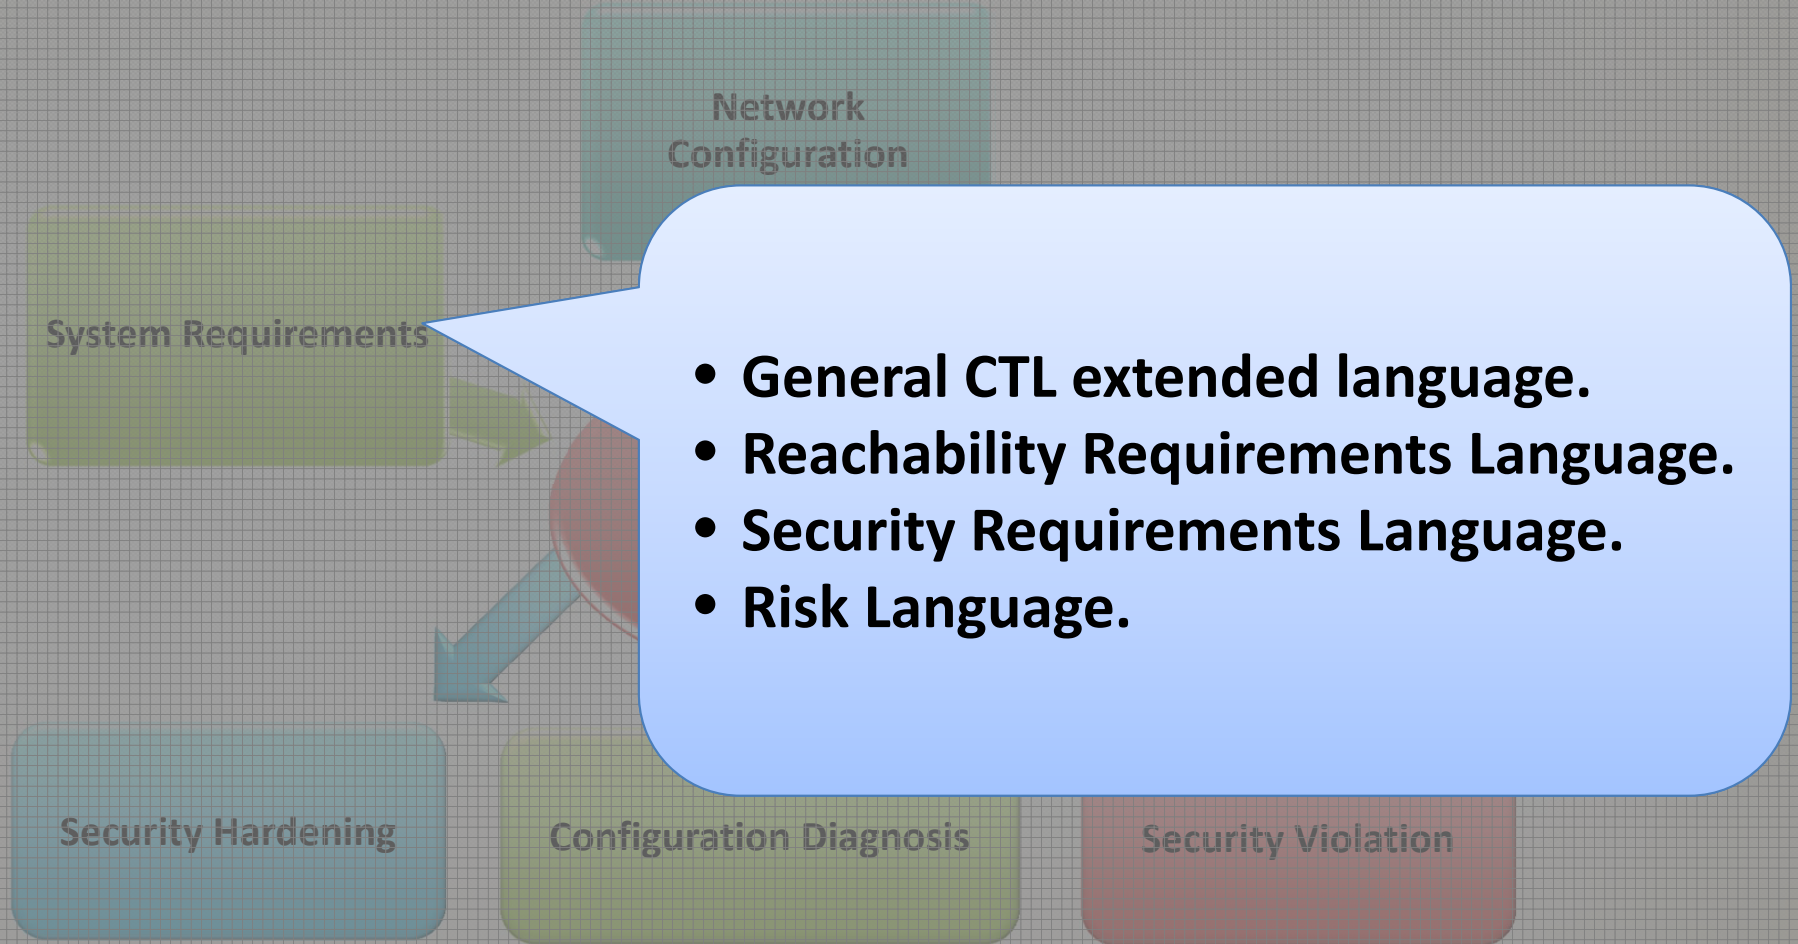 Network
Configuration
System Requirements
• General CTL extended language.
• Reachability Requirements Language.
• Security Requirements Language.
• Risk Language.
Security Hardening
Configuration Diagnosis
Security Violation